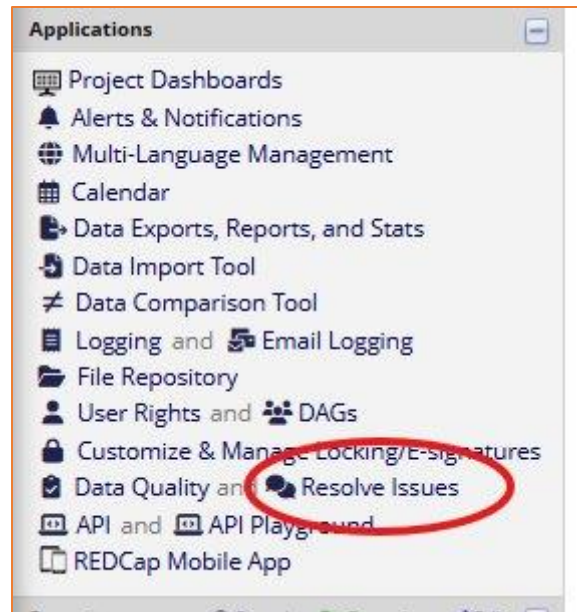 Applications
Project Dashboards
Alerts & Notifications
Multi-Language Management
Calendar
Data Exports, Reports, and Stats
Data Import Tool
Data Comparison Tool
Logging and Email Logging
File Repository
User Rights and DAGs
Customize & Manage Locking/E-signatures
Data Quality and Resolve Issues
API and API Playground
REDCap Mobile App